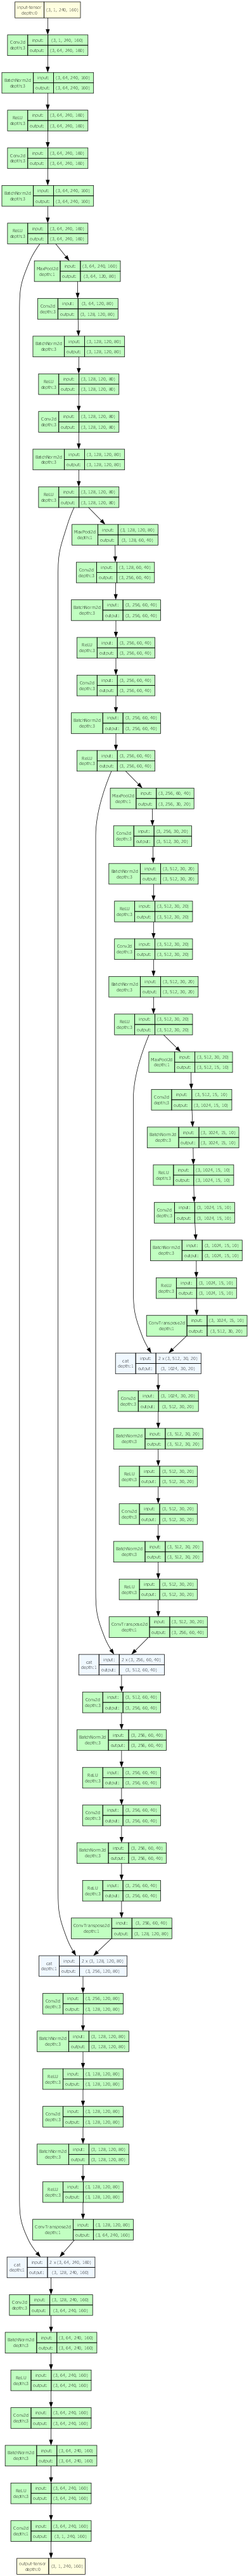 input-tensor (3, 1, 240, 160)
depth:0
Conv2d input: (3, 1, 240, 160)
depth:3 output: (3, 64, 240, 160)
BatchNorm2d input: (3, 64, 240, 160)
depth:3 output: (3, 64, 240, 160)
ReLU input: (3, 64, 240, 160)
depth:3 output: (3, 64, 240, 160)
Conv2d input: (3, 64, 240, 160)
depth:3 output: (3, 64, 240, 160)
BatchNorm2d input: (3, 64, 240, 160)
depth:3 output: (3, 64, 240, 160)
ReLU input: (3, 64, 240, 160)
depth:3 output: (3, 64, 240, 160)
MaxPool2d input: (3, 64, 240, 160)
depth:1 output: (3, 64, 120, 80)
Conv2d input: (3, 64, 120, 80)
depth:3 output: (3, 128, 120, 80)
BatchNorm2d input: (3, 128, 120, 80)
depth:3 output: (3, 128, 120, 80)
ReLU input: (3, 128, 120, 80)
depth:3 output: (3, 128, 120, 80)
Conv2d input: (3, 128, 120, 80)
depth:3 output: (3, 128, 120, 80)
BatchNorm2d input: (3, 128, 120, 80)
depth:3 output: (3, 128, 120, 80)
ReLU input: (3, 128, 120, 80)
depth:3 output: (3, 128, 120, 80)
MaxPool2d input: (3, 128, 120, 80)
depth:1 output: (3, 128, 60, 40)
Conv2d input: (3, 128, 60, 40)
depth:3 output: (3, 256, 60, 40)
BatchNorm2d input: (3, 256, 60, 40)
depth:3 output: (3, 256, 60, 40)
ReLU input: (3, 256, 60, 40)
depth:3 output: (3, 256, 60, 40)
Conv2d input: (3, 256, 60, 40)
depth:3 output: (3, 256, 60, 40)
BatchNorm2d input: (3, 256, 60, 40)
depth:3 output: (3, 256, 60, 40)
ReLU input: (3, 256, 60, 40)
depth:3 output: (3, 256, 60, 40)
MaxPool2d input: (3, 256, 60, 40)
depth:1 output: (3, 256, 30, 20)
Conv2d input: (3, 256, 30, 20)
depth:3 output: (3, 512, 30, 20)
BatchNorm2d input: (3, 512, 30, 20)
depth:3 output: (3, 512, 30, 20)
ReLU input: (3, 512, 30, 20)
depth:3 output: (3, 512, 30, 20)
Conv2d input: (3, 512, 30, 20)
depth:3 output: (3, 512, 30, 20)
BatchNorm2d input: (3, 512, 30, 20)
depth:3 output: (3, 512, 30, 20)
ReLU input: (3, 512, 30, 20)
depth:3 output: (3, 512, 30, 20)
MaxPool2d input: (3, 512, 30, 20)
depth:1 output: (3, 512, 15, 10)
Conv2d input: (3, 512, 15, 10)
depth:3 output: (3, 1024, 15, 10)
BatchNorm2d input: (3, 1024, 15, 10)
depth:3 output: (3, 1024, 15, 10)
ReLU input: (3, 1024, 15, 10)
depth:3 output: (3, 1024, 15, 10)
Conv2d input: (3, 1024, 15, 10)
depth:3 output: (3, 1024, 15, 10)
BatchNorm2d input: (3, 1024, 15, 10)
depth:3 output: (3, 1024, 15, 10)
ReLU input: (3, 1024, 15, 10)
depth:3 output: (3, 1024, 15, 10)
ConvTranspose2d input: (3, 1024, 15, 10)
depth:1 output: (3, 512, 30, 20)
cat input: 2 x (3, 512, 30, 20)
depth:1 output: (3, 1024, 30, 20)
Conv2d input: (3, 1024, 30, 20)
depth:3 output: (3, 512, 30, 20)
BatchNorm2d input: (3, 512, 30, 20)
depth:3 output: (3, 512, 30, 20)
ReLU input: (3, 512, 30, 20)
depth:3 output: (3, 512, 30, 20)
Conv2d input: (3, 512, 30, 20)
depth:3 output: (3, 512, 30, 20)
BatchNorm2d input: (3, 512, 30, 20)
depth:3 output: (3, 512, 30, 20)
ReLU input: (3, 512, 30, 20)
depth:3 output: (3, 512, 30, 20)
ConvTranspose2d input: (3, 512, 30, 20)
depth:1 output: (3, 256, 60, 40)
cat input: 2 x (3, 256, 60, 40)
depth:1 output: (3, 512, 60, 40)
Conv2d input: (3, 512, 60, 40)
depth:3 output: (3, 256, 60, 40)
BatchNorm2d input: (3, 256, 60, 40)
depth:3 output: (3, 256, 60, 40)
ReLU input: (3, 256, 60, 40)
depth:3 output: (3, 256, 60, 40)
Conv2d input: (3, 256, 60, 40)
depth:3 output: (3, 256, 60, 40)
BatchNorm2d input: (3, 256, 60, 40)
depth:3 output: (3, 256, 60, 40)
ReLU input: (3, 256, 60, 40)
depth:3 output: (3, 256, 60, 40)
ConvTranspose2d input: (3, 256, 60, 40)
depth:1 output: (3, 128, 120, 80)
cat input: 2 x (3, 128, 120, 80)
depth:1 output: (3, 256, 120, 80)
Conv2d input: (3, 256, 120, 80)
depth:3 output: (3, 128, 120, 80)
BatchNorm2d input: (3, 128, 120, 80)
depth:3 output: (3, 128, 120, 80)
ReLU input: (3, 128, 120, 80)
depth:3 output: (3, 128, 120, 80)
Conv2d input: (3, 128, 120, 80)
depth:3 output: (3, 128, 120, 80)
BatchNorm2d input: (3, 128, 120, 80)
depth:3 output: (3, 128, 120, 80)
ReLU input: (3, 128, 120, 80)
depth:3 output: (3, 128, 120, 80)
ConvTranspose2d input: (3, 128, 120, 80)
depth:1 output: (3, 64, 240, 160)
cat input: 2 x (3, 64, 240, 160)
depth:1 output: (3, 128, 240, 160)
Conv2d input: (3, 128, 240, 160)
depth:3 output: (3, 64, 240, 160)
BatchNorm2d input: (3, 64, 240, 160)
depth:3 output: (3, 64, 240, 160)
ReLU input: (3, 64, 240, 160)
depth:3 output: (3, 64, 240, 160)
Conv2d input: (3, 64, 240, 160)
depth:3 output: (3, 64, 240, 160)
BatchNorm2d input: (3, 64, 240, 160)
depth:3 output: (3, 64, 240, 160)
ReLU input: (3, 64, 240, 160)
depth:3 output: (3, 64, 240, 160)
Conv2d input: (3, 64, 240, 160)
depth:1 output: (3, 1, 240, 160)
output-tensor (3, 1, 240, 160)
depth:0